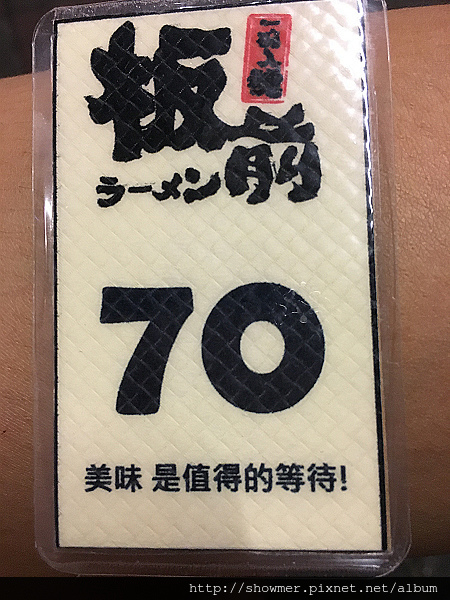 板前
ラーメン
70
美味 是值得的等待!
http://showmer.pixnet.net/album